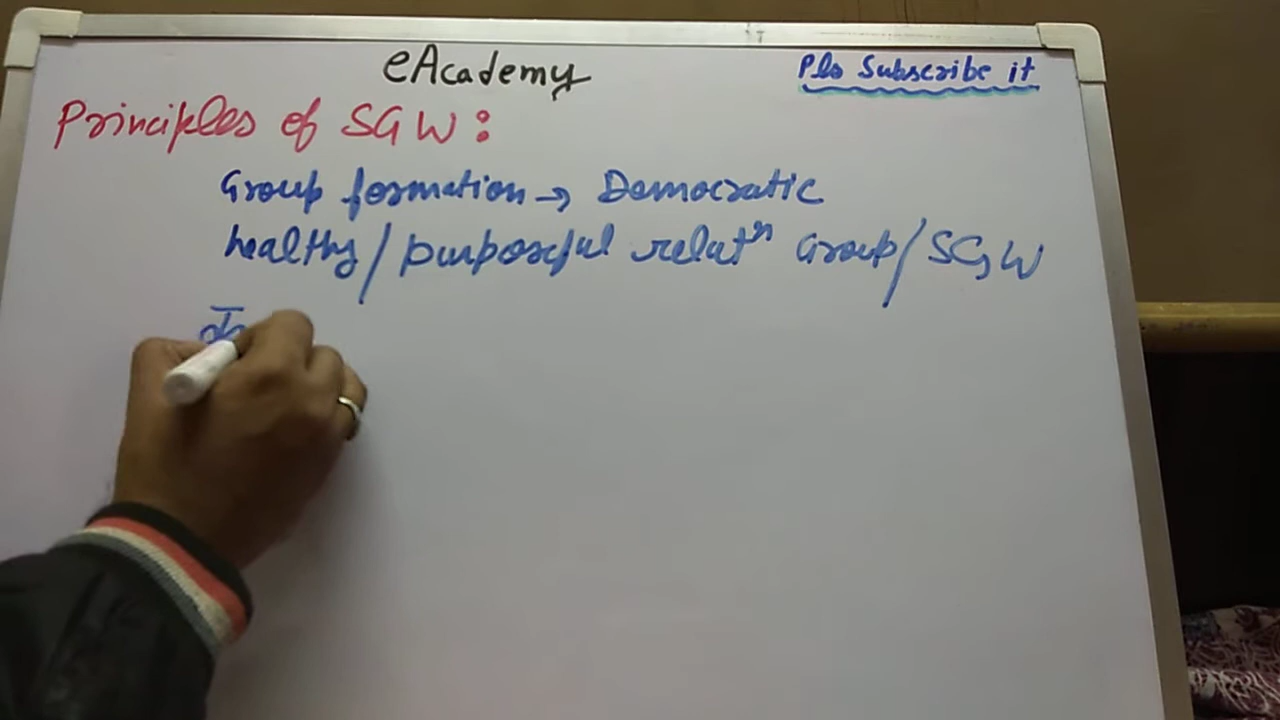 eAcademy
Pls Subscribe it
Principles of SGW :
Group formation → Democratic
healthy / purposeful relatⁿ Group / SGW